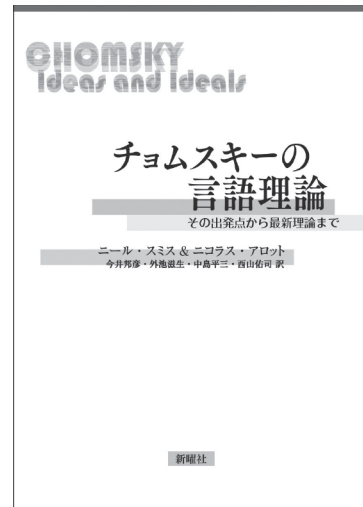 CHOMSKY
Ideas and Ideals
チョムスキーの
言語理論
その出発点から最新理論まで
ニール・スミス & ニコラス・アロット
今井邦彦・外池滋生・中島平三・西山佑司 訳
新曜社